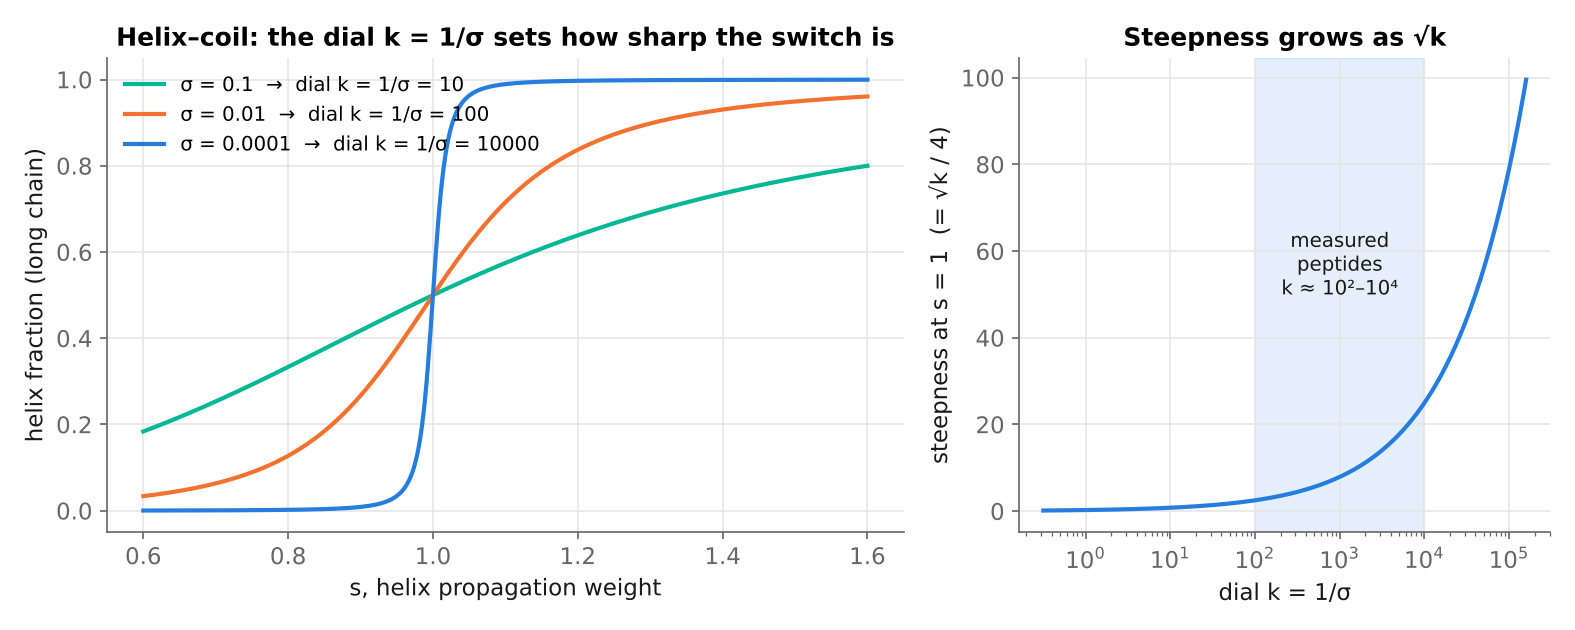 Helix–coil: the dial k = 1/σ sets how sharp the switch is
σ = 0.1 → dial k = 1/σ = 10
σ = 0.01 → dial k = 1/σ = 100
σ = 0.0001 → dial k = 1/σ = 10000
helix fraction (long chain)
1.0
0.8
0.6
0.4
0.2
0.0
0.6 0.8 1.0 1.2 1.4 1.6
s, helix propagation weight
Steepness grows as √k
steepness at s = 1 (= √k / 4)
100
80
60
40
20
0
measured
peptides
k ≈ 10²–10⁴
10⁰ 10¹ 10² 10³ 10⁴ 10⁵
dial k = 1/σ